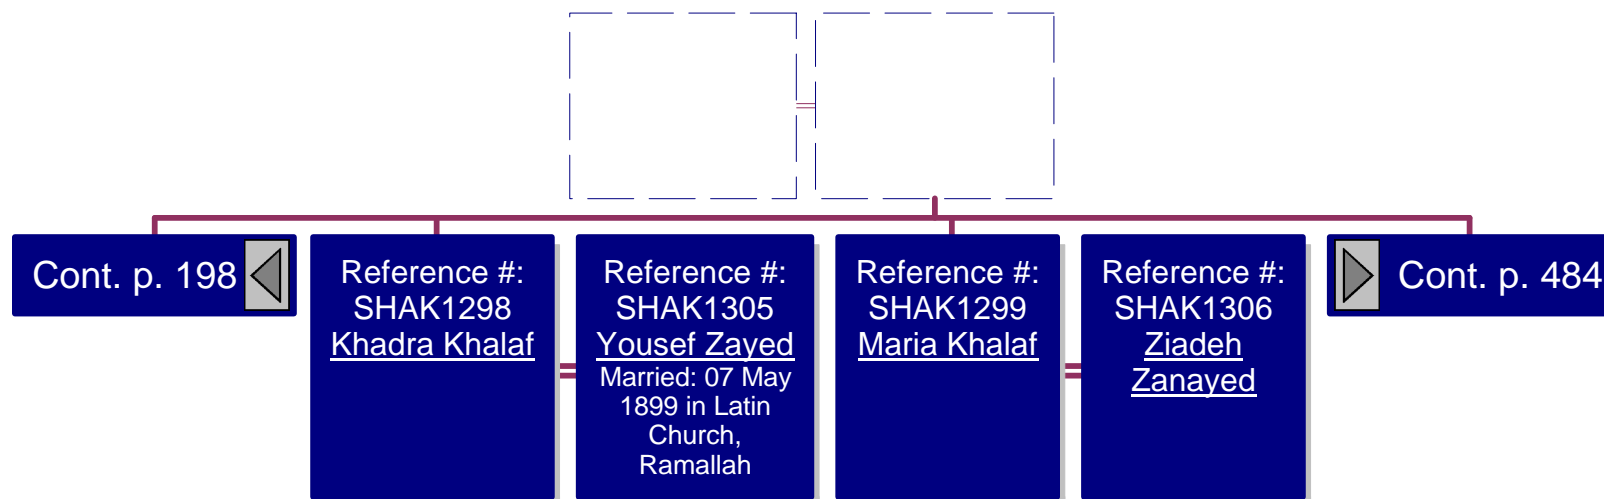 Cont. p. 198
Reference #:
SHAK1298
Khadra Khalaf
Reference #:
SHAK1305
Yousef Zayed
Married: 07 May
1899 in Latin
Church,
Ramallah
Reference #:
SHAK1299
Maria Khalaf
Reference #:
SHAK1306
Ziadeh
Zanayed
Cont. p. 484